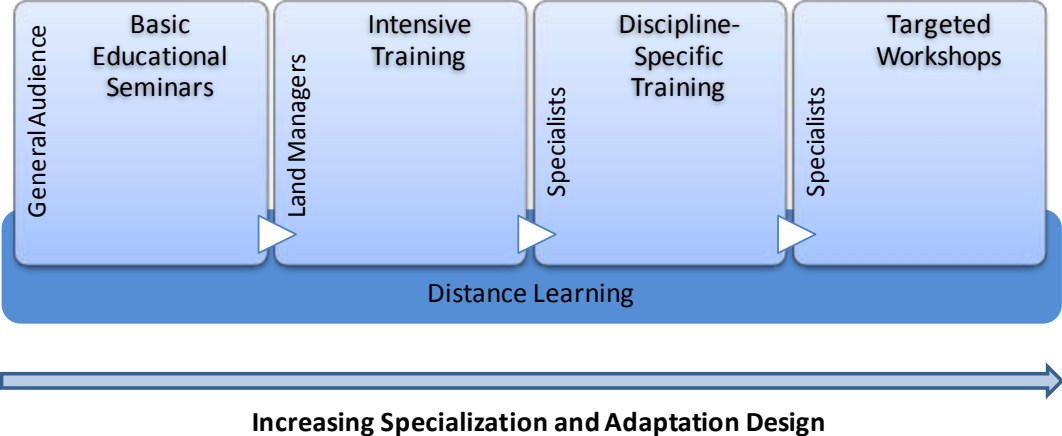 General Audience
Basic
Educational
Seminars
Land Managers
Intensive
Training
Specialists
Discipline-
Specific
Training
Specialists
Targeted
Workshops
Distance Learning
Increasing Specialization and Adaptation Design